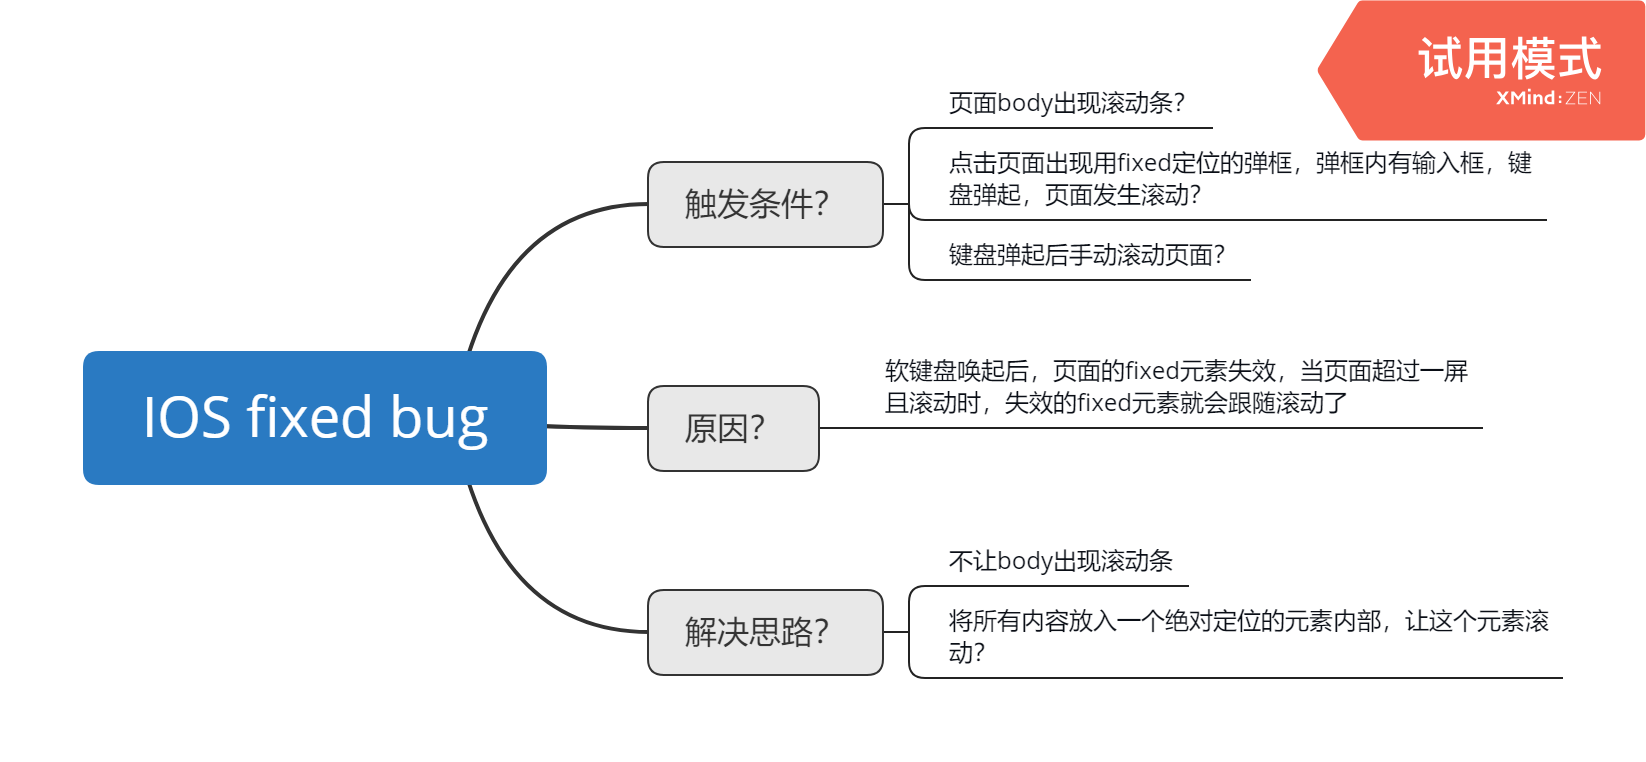 试用模式
XMind:ZEN
IOS fixed bug
触发条件？
页面body出现滚动条？
点击页面出现用fixed定位的弹框，弹框内有输入框，键
盘弹起，页面发生滚动？
键盘弹起后手动滚动页面？
原因？
软键盘唤起后，页面的fixed元素失效，当页面超过一屏
且滚动时，失效的fixed元素就会跟随滚动了
解决思路？
不让body出现滚动条
将所有内容放入一个绝对定位的元素内部，让这个元素滚
动？